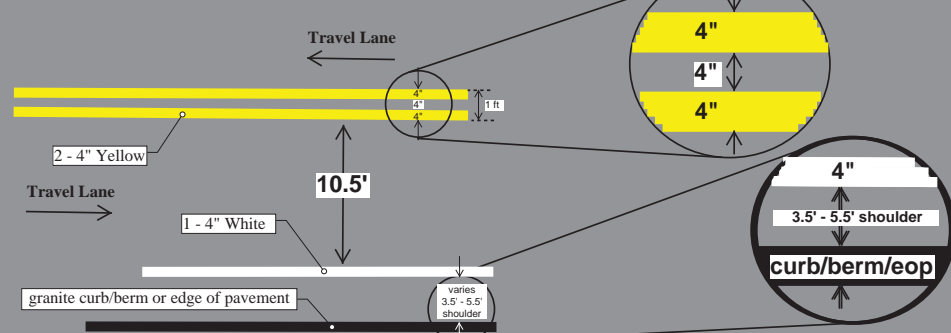 4"
4"
4"
Travel Lane
4"
4"
4"
1 ft
2 - 4" Yellow
10.5'
Travel Lane
1 - 4" White
4"
3.5' - 5.5' shoulder
curb/berm/eop
granite curb/berm or edge of pavement
varies
3.5' - 5.5'
shoulder